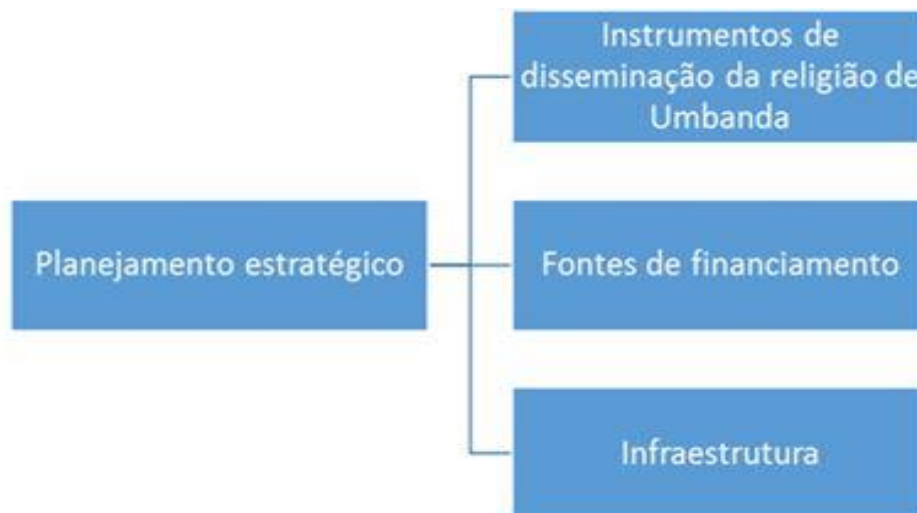 Planejamento estratégico
Instrumentos de
disseminação da religião de
Umbanda
Fontes de financiamento
Infraestrutura